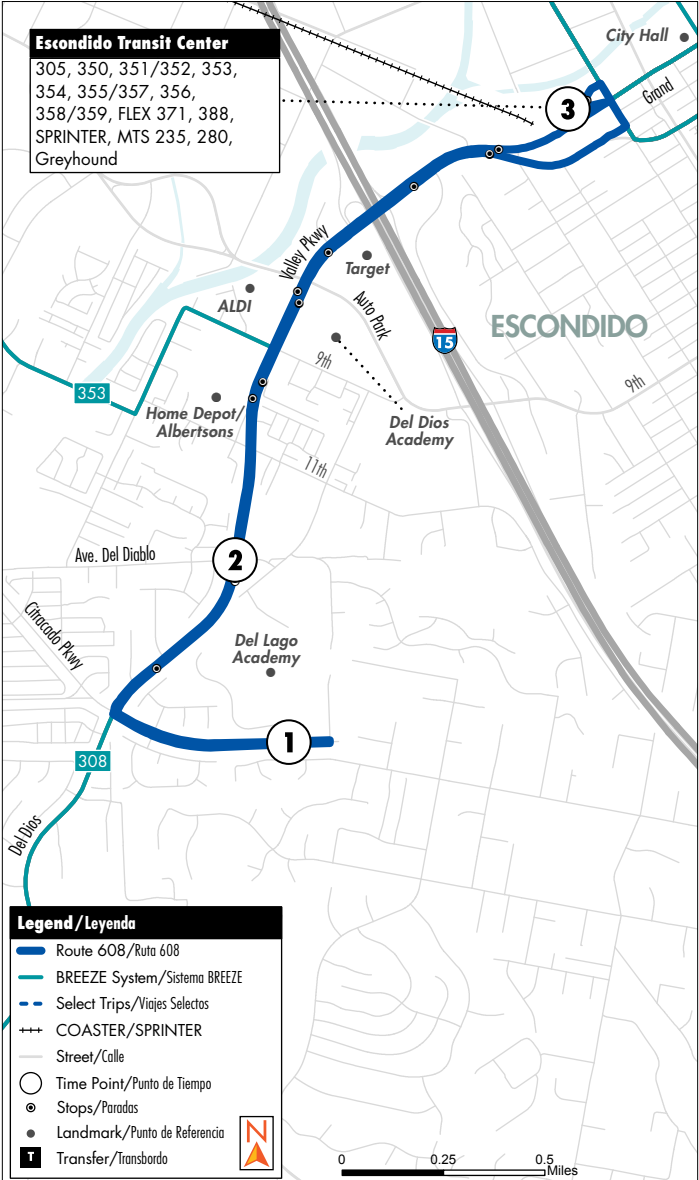 Escondido Transit Center
305, 350, 351/352, 353,
354, 355/357, 356,
358/359, FLEX 371, 388,
SPRINTER, MTS 235, 280,
Greyhound
City Hall
3
Grand
Valley Pkwy
Target
ALDI
Auto Park
ESCONDIDO
15
9th
9th
353
Home Depot/
Albertsons
Del Dios
Academy
11th
Ave. Del Diablo
2
Citracado Pkwy
Del Lago
Academy
1
308
Del Dios
Legend/Leyenda
Route 608/Ruta 608
BREEZE System/Sistema BREEZE
Select Trips/Viajes Selectos
COASTER/SPRINTER
Street/Calle
Time Point/Punto de Tiempo
Stops/Paradas
Landmark/Punto de Referencia
T Transfer/Transbordo
N
0 0.25 0.5
Miles